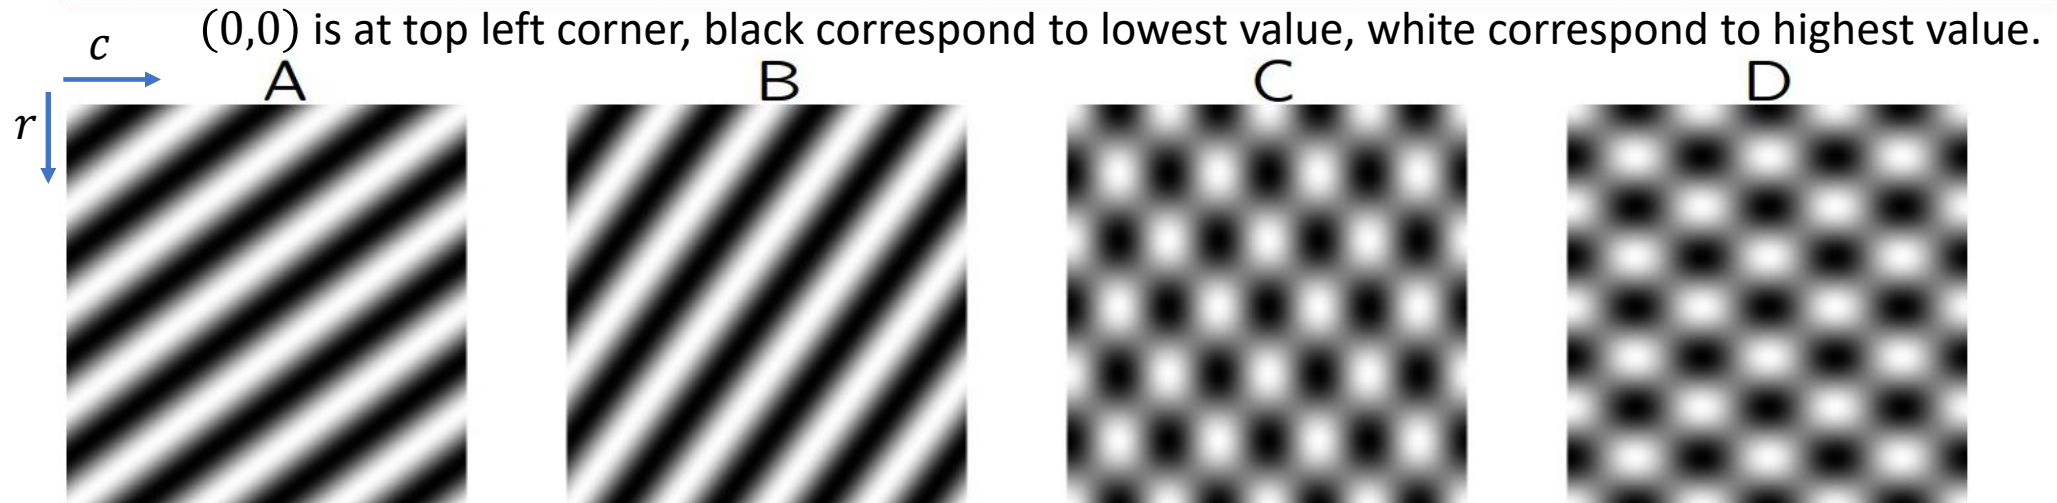 (0,0) is at top left corner, black correspond to lowest value, white correspond to highest value.
c
A B C D
r